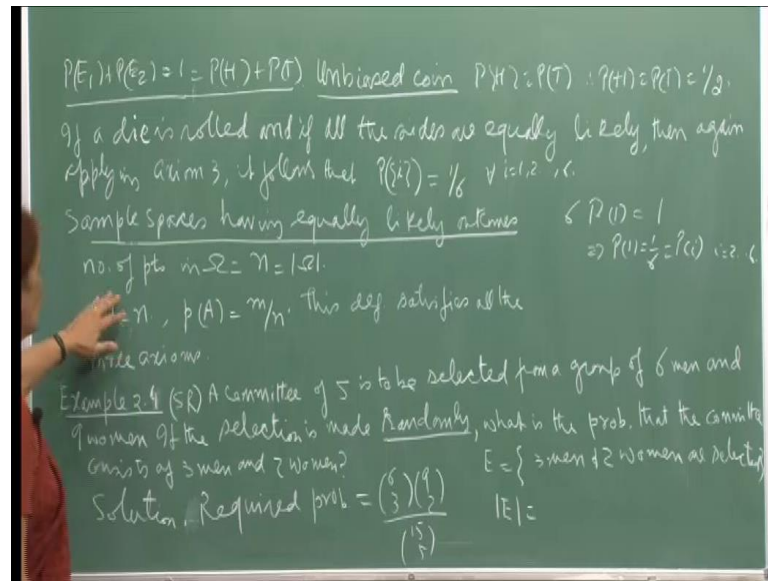 P(E₁)+P(E₂)=1=P(H)+P(T) Unbiased coin P(H)=P(T) ∴P(H)=P(T)=1/2.
If a die is rolled and if all the sides are equally likely, then again
applying axiom 3, it follows that P({i}) = 1/6 ∀ i=1,2 ,6.
Sample spaces having equally likely outcomes 6 P(1) = 1
⇒ P(1)=1/6=P(i) i=2..6
no. of pts in Ω = n = |Ω|.
=n, p(A) = m/n. This def. satisfies all the
three axioms.
Example 2.4 (SR) A Committee of 5 is to be selected from a group of 6 men and
9 women If the selection is made Randomly, what is the prob. that the committe
consists of 3 men and 2 women? E = { 3 men & 2 women are selected}
Solution. Required prob = (6 3)(9 2) / (15 5) |E| =